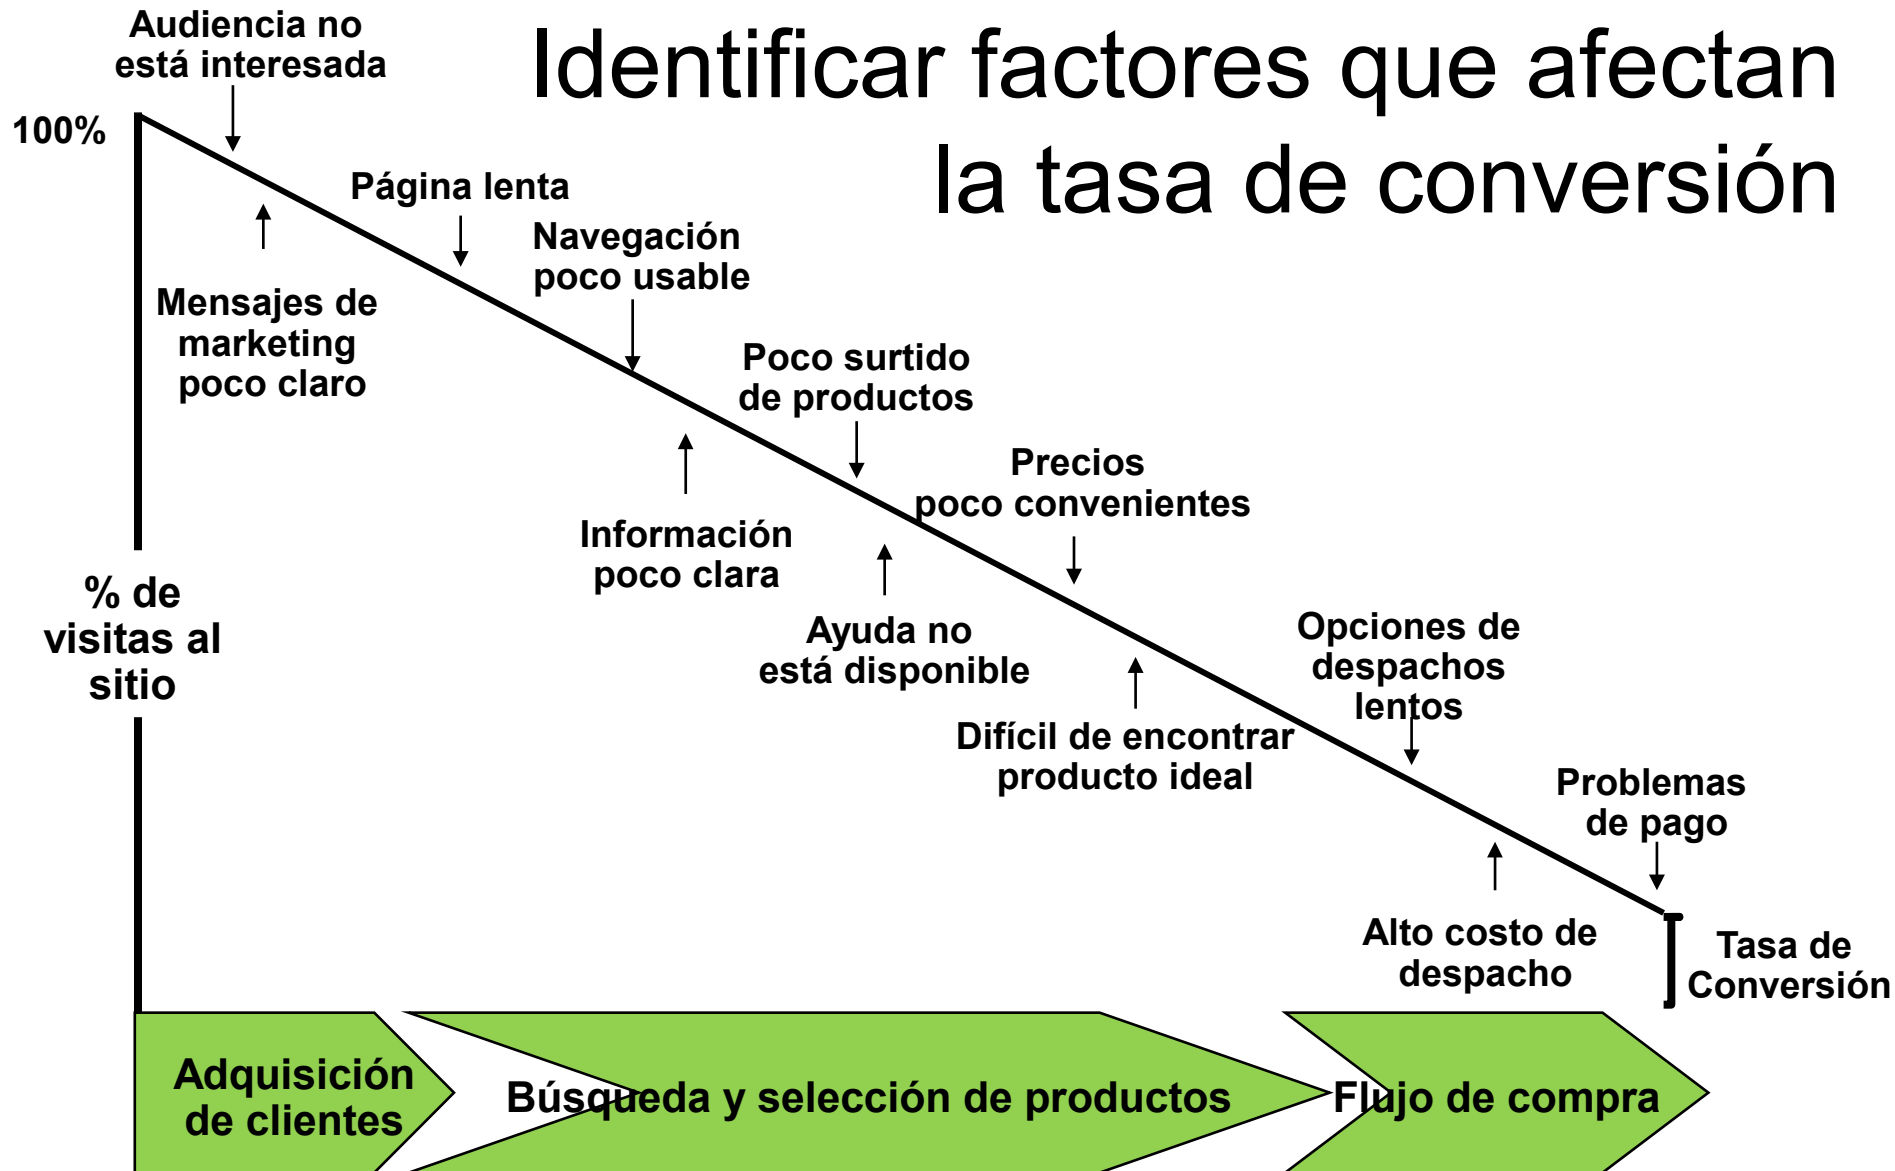 Identificar factores que afectan
la tasa de conversión
Audiencia no
está interesada
100%
Página lenta
Mensajes de
marketing
poco claro
Navegación
poco usable
Poco surtido
de productos
Información
poco clara
Precios
poco convenientes
Ayuda no
está disponible
Difícil de encontrar
producto ideal
Opciones de
despachos
lentos
Problemas
de pago
Alto costo de
despacho
Tasa de
Conversión
% de
visitas al
sitio
Adquisición
de clientes
Búsqueda y selección de productos
Flujo de compra